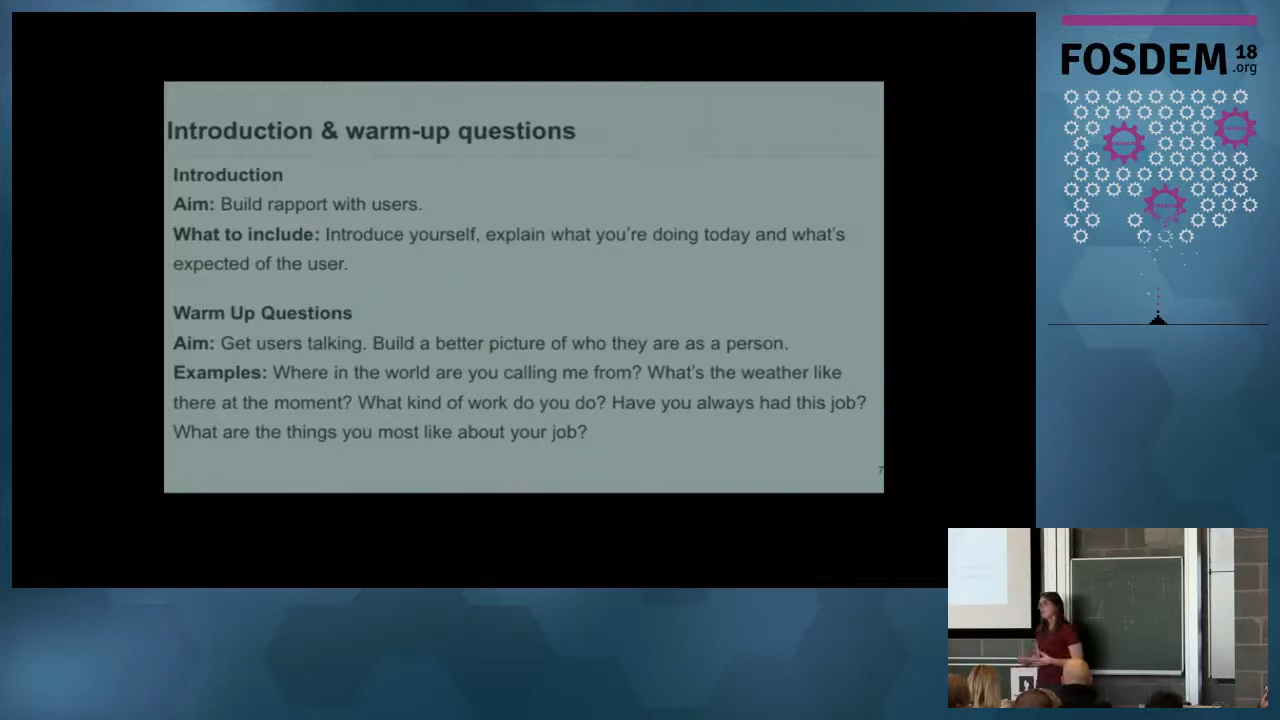 Introduction & warm-up questions
Introduction
Aim: Build rapport with users.
What to include: Introduce yourself, explain what you're doing today and what's
expected of the user.
Warm Up Questions
Aim: Get users talking. Build a better picture of who they are as a person.
Examples: Where in the world are you calling me from? What's the weather like
there at the moment? What kind of work do you do? Have you always had this job?
What are the things you most like about your job?
7
FOSDEM 18
.org